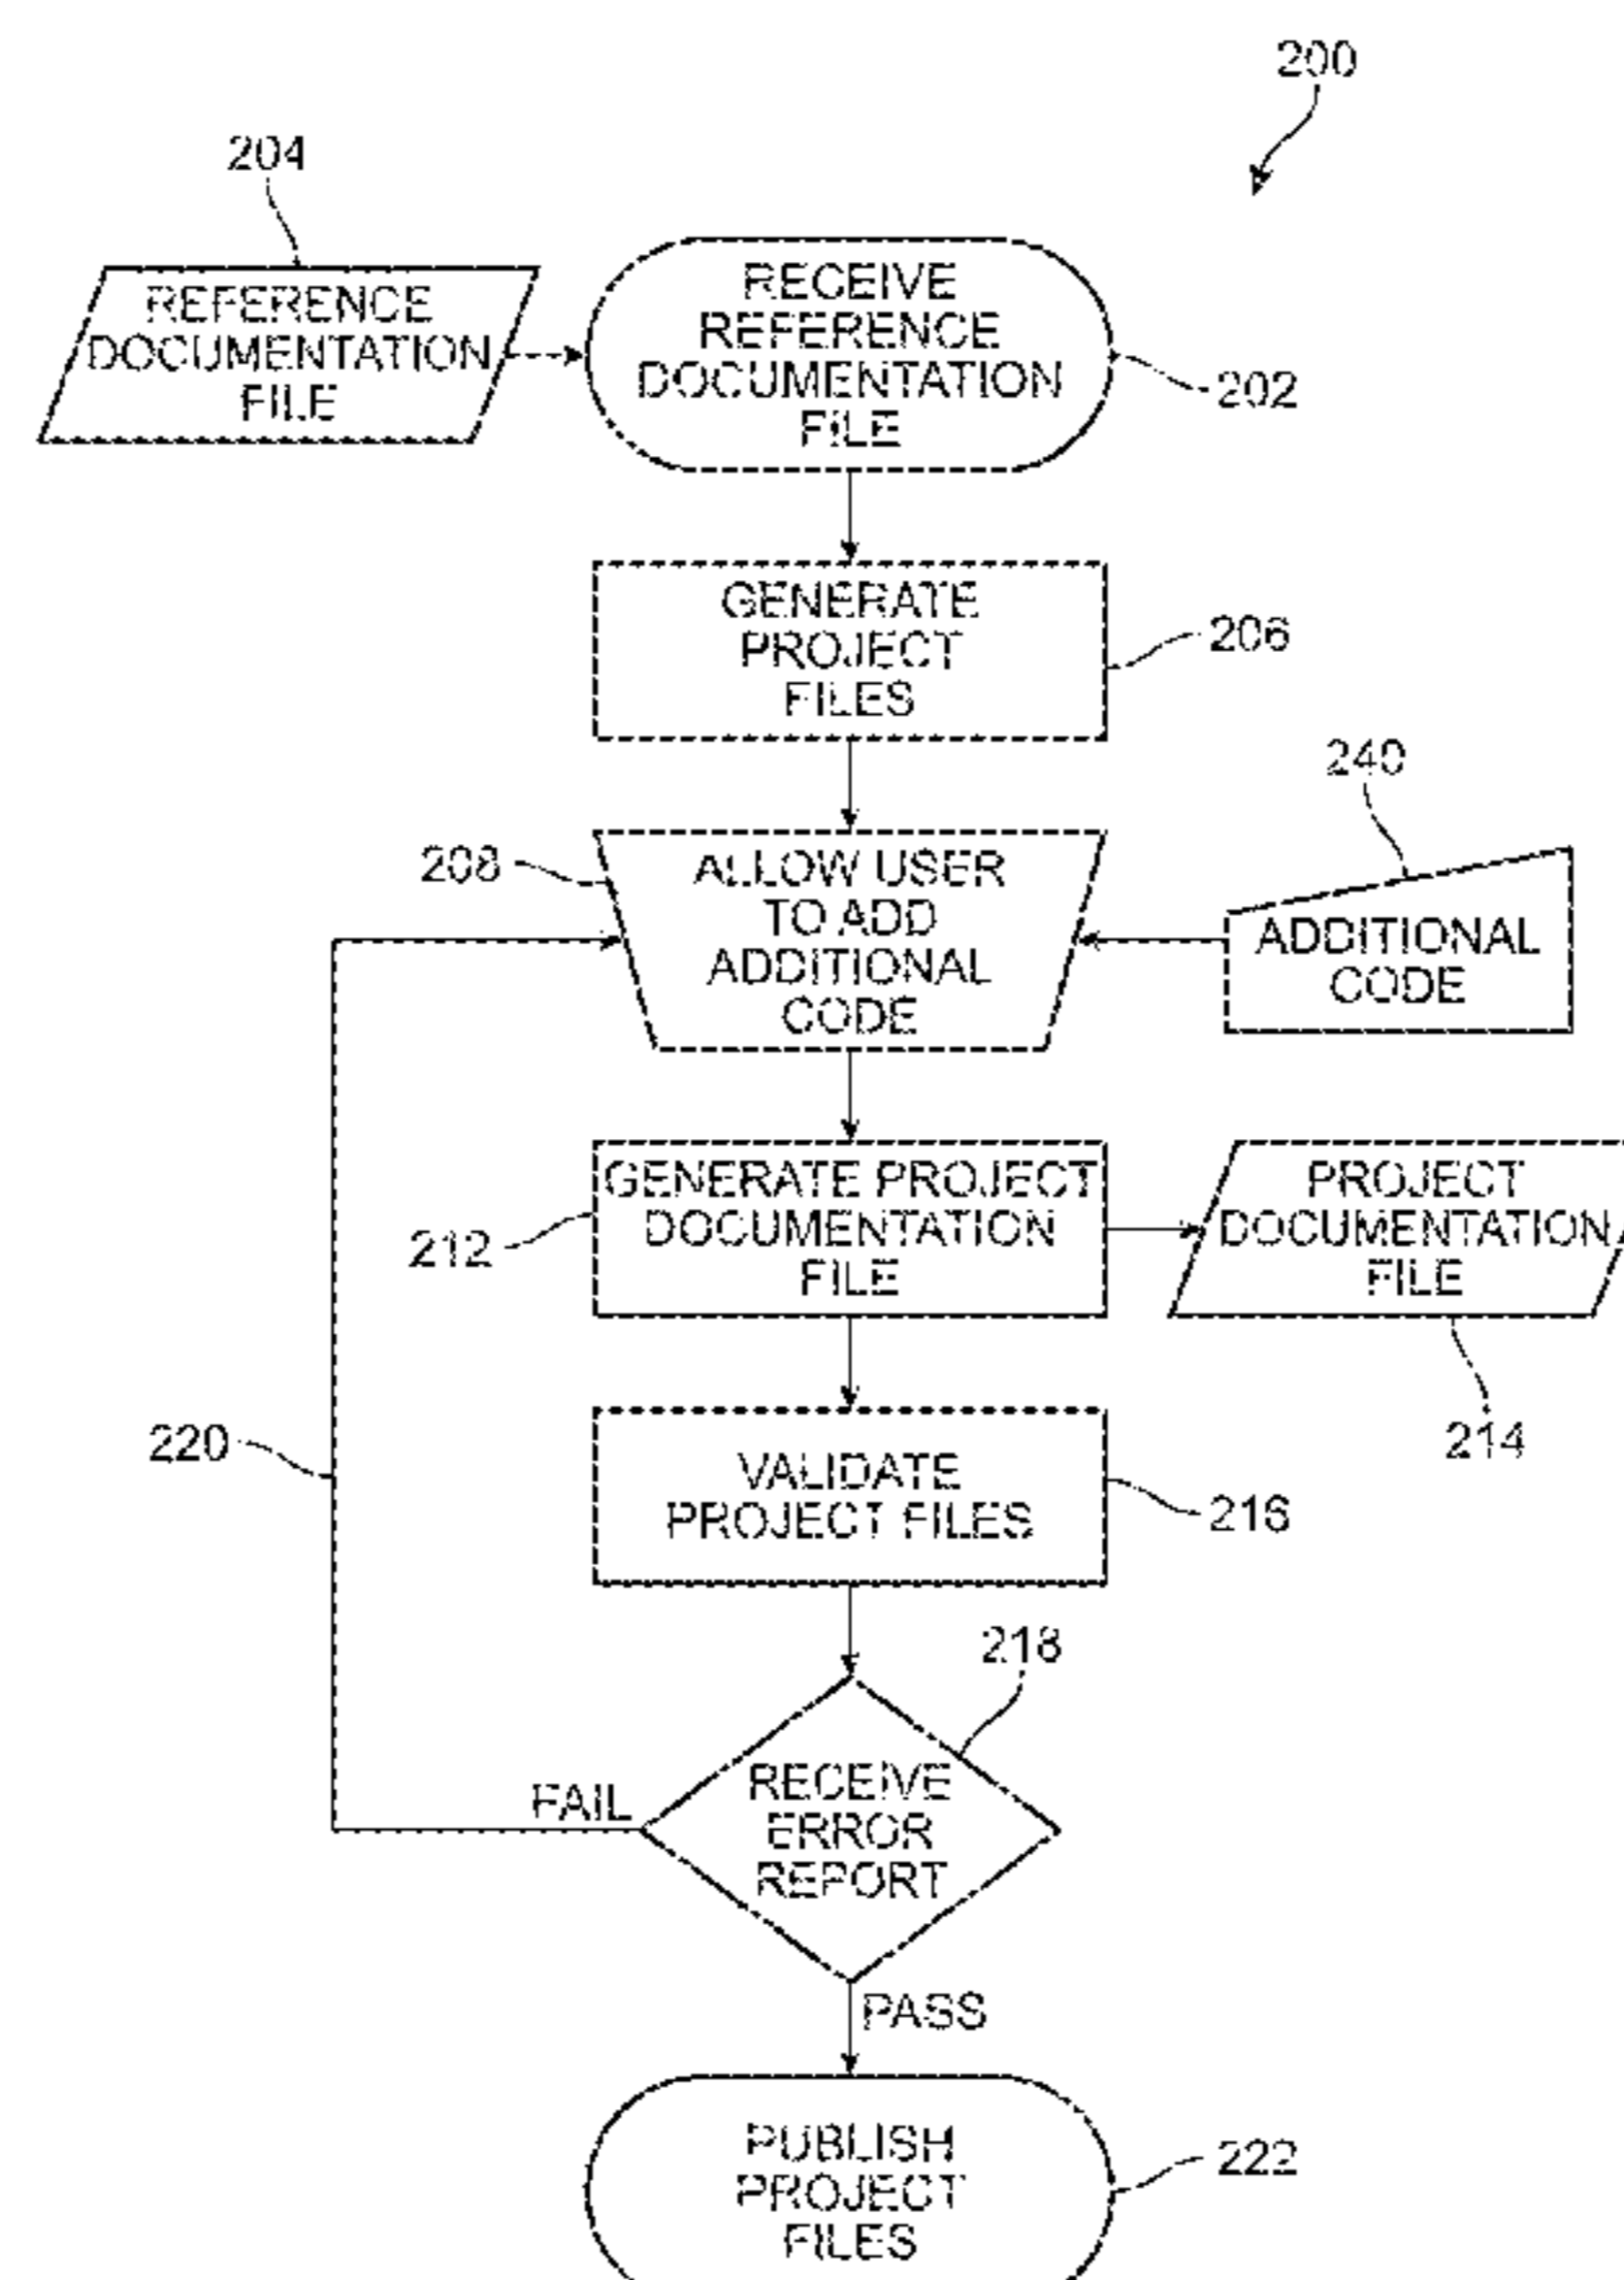 200
204
REFERENCE
DOCUMENTATION
FILE
RECEIVE
REFERENCE
DOCUMENTATION
FILE
202
GENERATE
PROJECT
FILES
206
208
ALLOW USER
TO ADD
ADDITIONAL
CODE
240
ADDITIONAL
CODE
212
GENERATE PROJECT
DOCUMENTATION
FILE
PROJECT
DOCUMENTATION
FILE
214
220
VALIDATE
PROJECT FILES
216
218
RECEIVE
ERROR
REPORT
FAIL
PASS
PUBLISH
PROJECT
FILES
222